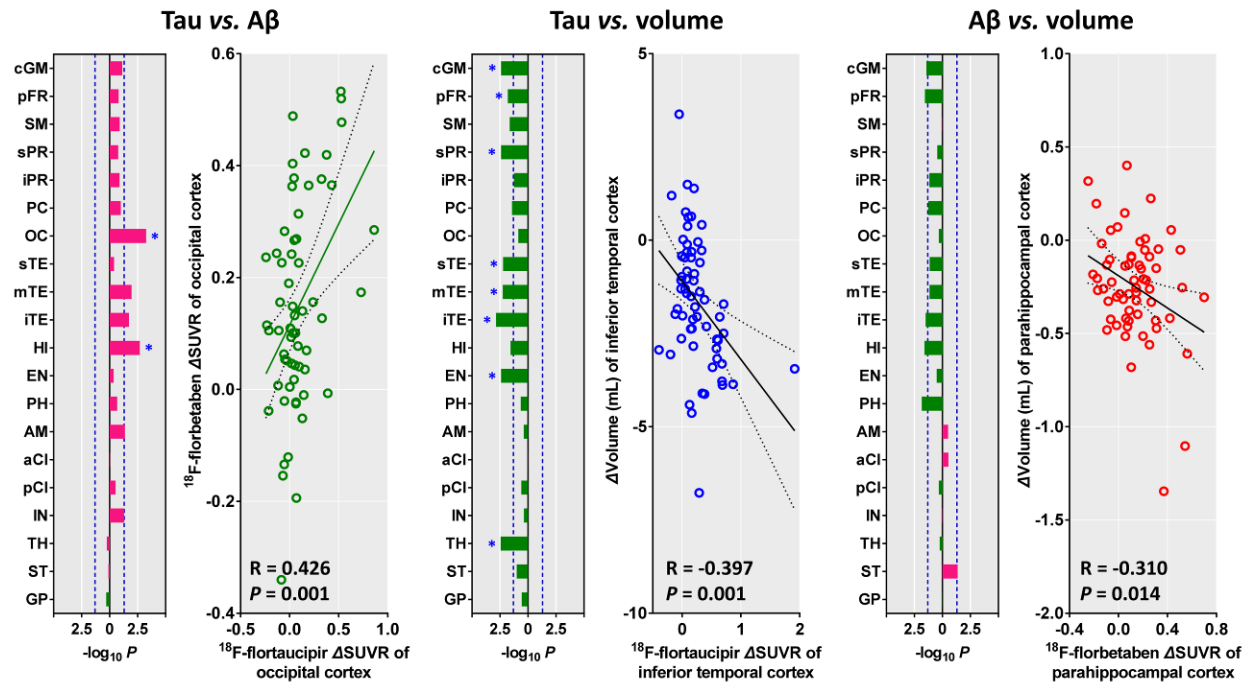 Tau vs. Aβ
cGM
pFR
SM
sPR
iPR
PC
OC *
sTE
mTE
iTE
HI *
EN
PH
AM
aCI
pCI
IN
TH
ST
GP
2.5 0 2.5
-log10 P
18F-florbetaben ΔSUVR of occipital cortex
0.6
0.4
0.2
0.0
-0.2
-0.4
R = 0.426
P = 0.001
-0.5 0.0 0.5 1.0
18F-flortaucipir ΔSUVR of
occipital cortex
Tau vs. volume
cGM *
pFR *
SM
sPR *
iPR
PC
OC
sTE *
mTE *
iTE *
HI
EN *
PH
AM
aCI
pCI
IN
TH *
ST
GP
2.5 0 2.5
-log10 P
ΔVolume (mL) of inferior temporal cortex
5
0
-5
-10
R = -0.397
P = 0.001
0 1 2
18F-flortaucipir ΔSUVR of
inferior temporal cortex
Aβ vs. volume
cGM
pFR
SM
sPR
iPR
PC
OC
sTE
mTE
iTE
HI
EN
PH
AM
aCI
pCI
IN
TH
ST
GP
2.5 0 2.5
-log10 P
ΔVolume (mL) of parahippocampal cortex
1.0
0.5
-0.0
-0.5
-1.0
-1.5
-2.0
R = -0.310
P = 0.014
-0.4 0.0 0.4 0.8
18F-florbetaben ΔSUVR of
parahippocampal cortex